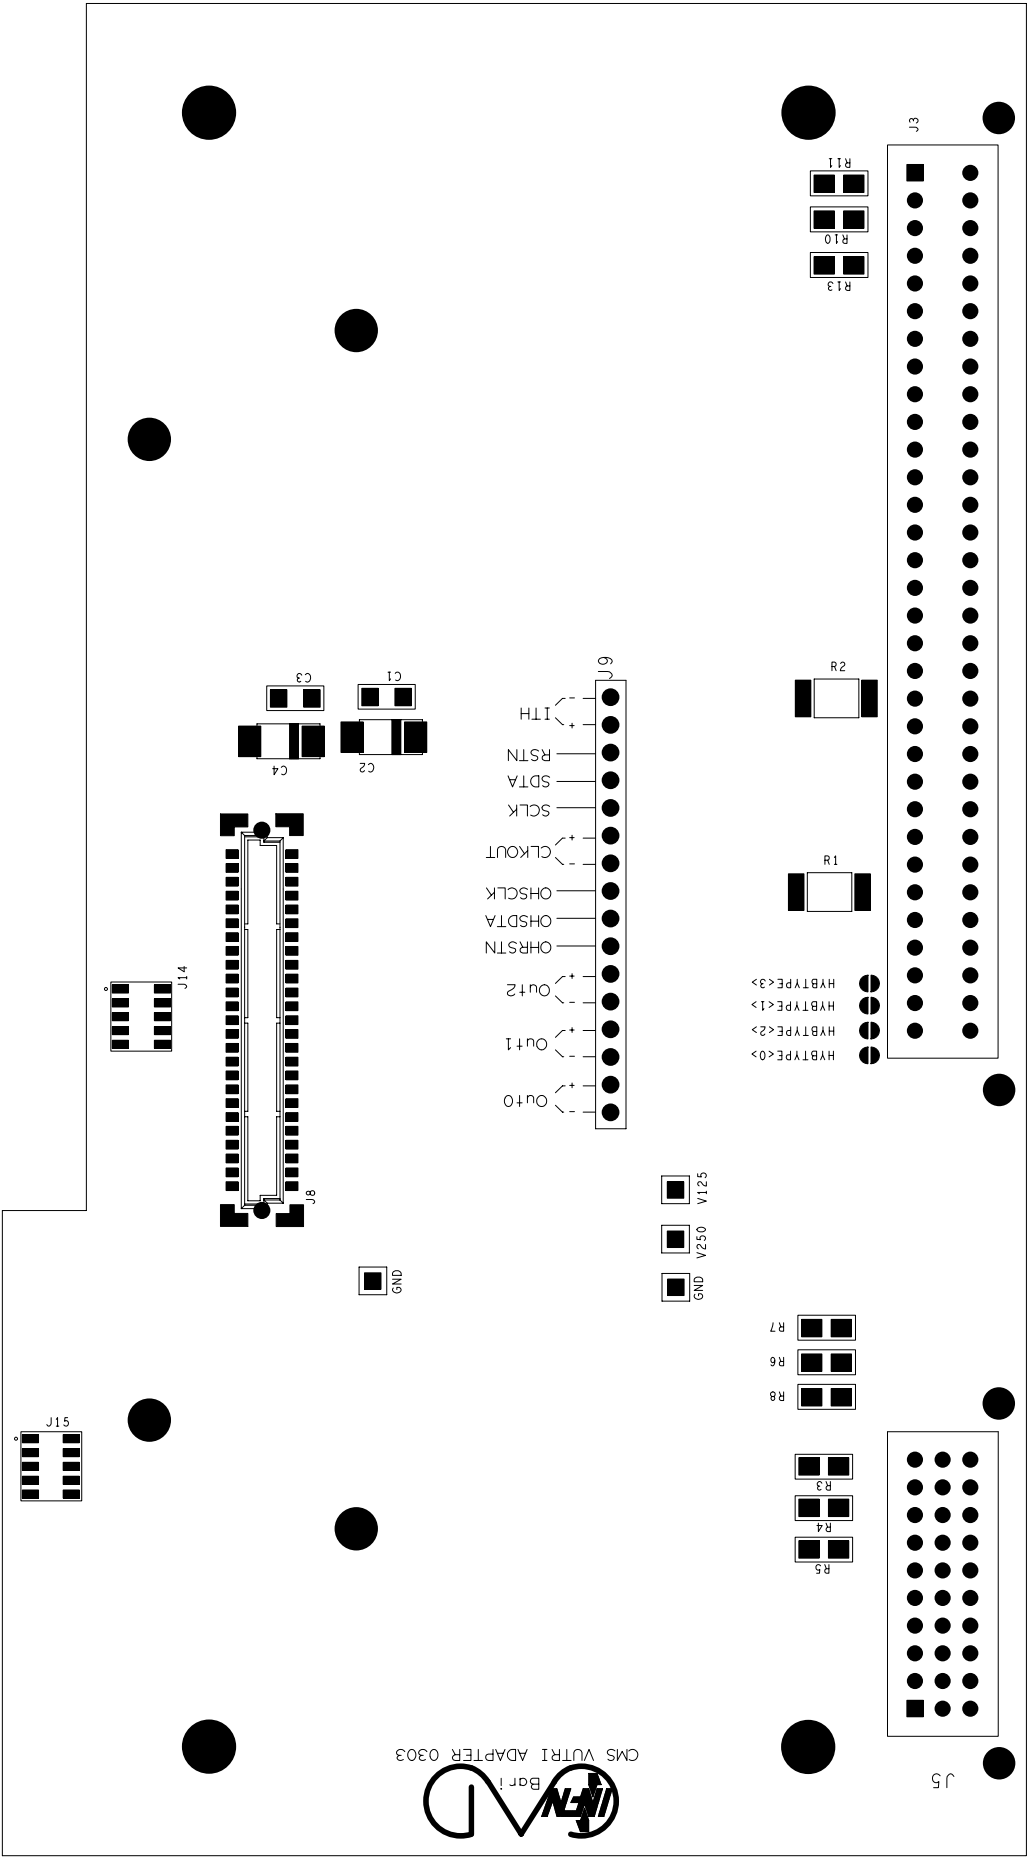 J3
R11
R10
R13
J9
R2
C3
C1
ITH
-
+
C4
C2
RSTN
SDTA
SCLK
+
CLKOUT
-
R1
OHSCLK
OHSDTA
OHRSTN
J14
+
Out2
-
HYBTYPE<3>
HYBTYPE<1>
HYBTYPE<2>
HYBTYPE<0>
+
Out1
-
+
Out0
-
J8
V125
V250
GND
GND
R7
R6
R8
J15
R3
R4
R5
CMS VUTRI ADAPTER 0303
Bari
INFN
J5